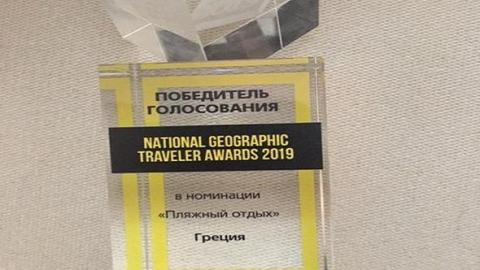 ПОБЕДИТЕЛЬ
ГОЛОСОВАНИЯ
NATIONAL GEOGRAPHIC
TRAVELER AWARDS 2019
в номинации
«Пляжный отдых»
Греция